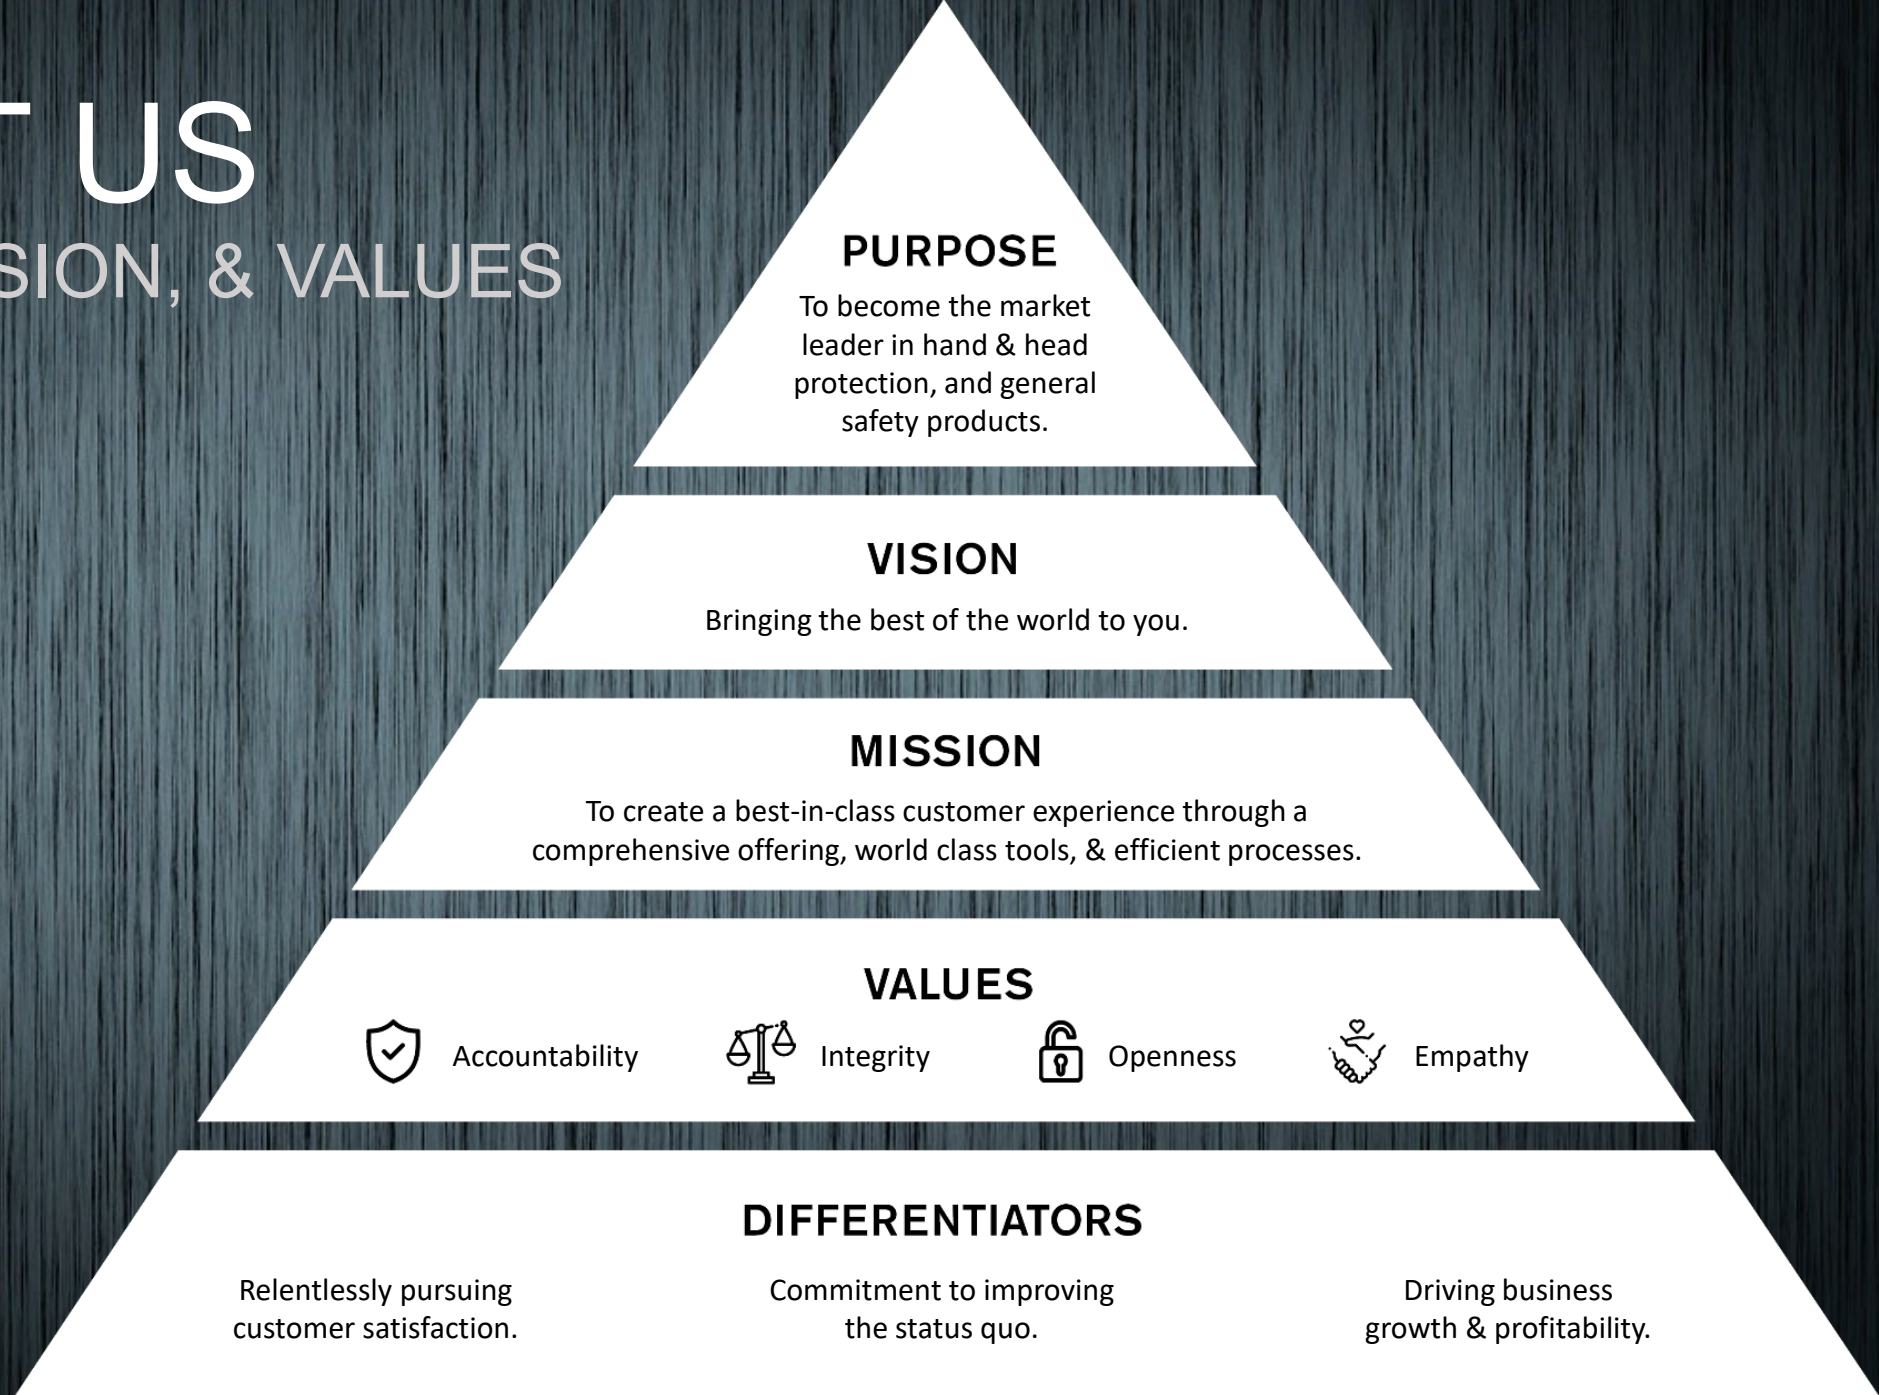 US
& VALUES
PURPOSE
To become the market
leader in hand & head
protection, and general
safety products.
VISION
Bringing the best of the world to you.
MISSION
To create a best-in-class customer experience through a
comprehensive offering, world class tools, & efficient processes.
VALUES
Accountability Integrity Openness Empathy
DIFFERENTIATORS
Relentlessly pursuing
customer satisfaction.
Commitment to improving
the status quo.
Driving business
growth & profitability.